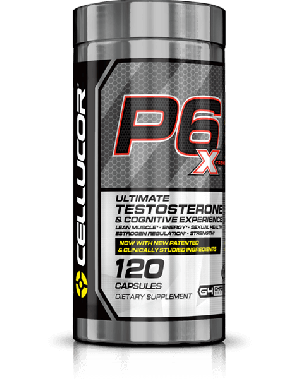 CELLUCOR
P6
X
ULTIMATE
TESTOSTERONE
& COGNITIVE EXPERIENCE
LEAN MUSCLE • ENERGY • SEXUAL HEALTH
ESTROGEN REGULATION • STRENGTH
NOW WITH NEW PATENTED
& CLINICALLY STUDIED INGREDIENTS
120
CAPSULES
DIETARY SUPPLEMENT
G4